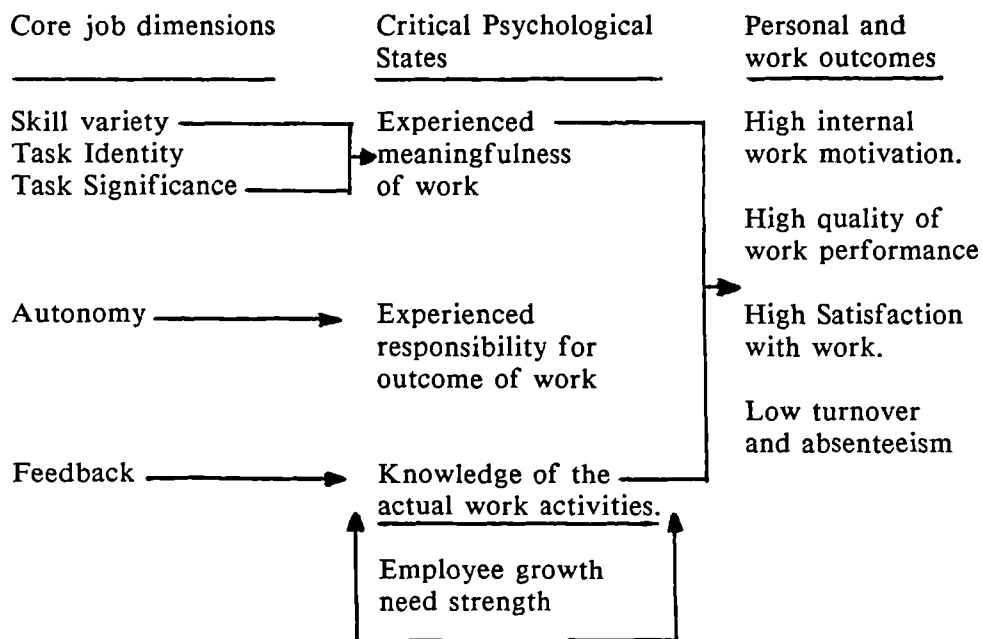 Core job dimensions
Critical Psychological
States
Personal and
work outcomes
Skill variety
Task Identity
Task Significance
Experienced
meaningfulness
of work
High internal
work motivation.
High quality of
work performance
Autonomy
Experienced
responsibility for
outcome of work
High Satisfaction
with work.
Low turnover
and absenteeism
Feedback
Knowledge of the
actual work activities.
Employee growth
need strength